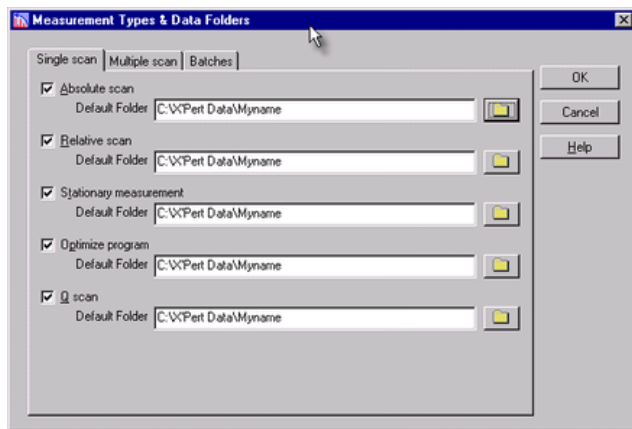 Measurement Types & Data Folders
Single scan Multiple scan Batches
Absolute scan
Default Folder C:\X'Pert Data\Myname
Relative scan
Default Folder C:\X'Pert Data\Myname
Stationary measurement
Default Folder C:\X'Pert Data\Myname
Optimize program
Default Folder C:\X'Pert Data\Myname
Q scan
Default Folder C:\X'Pert Data\Myname
OK
Cancel
Help